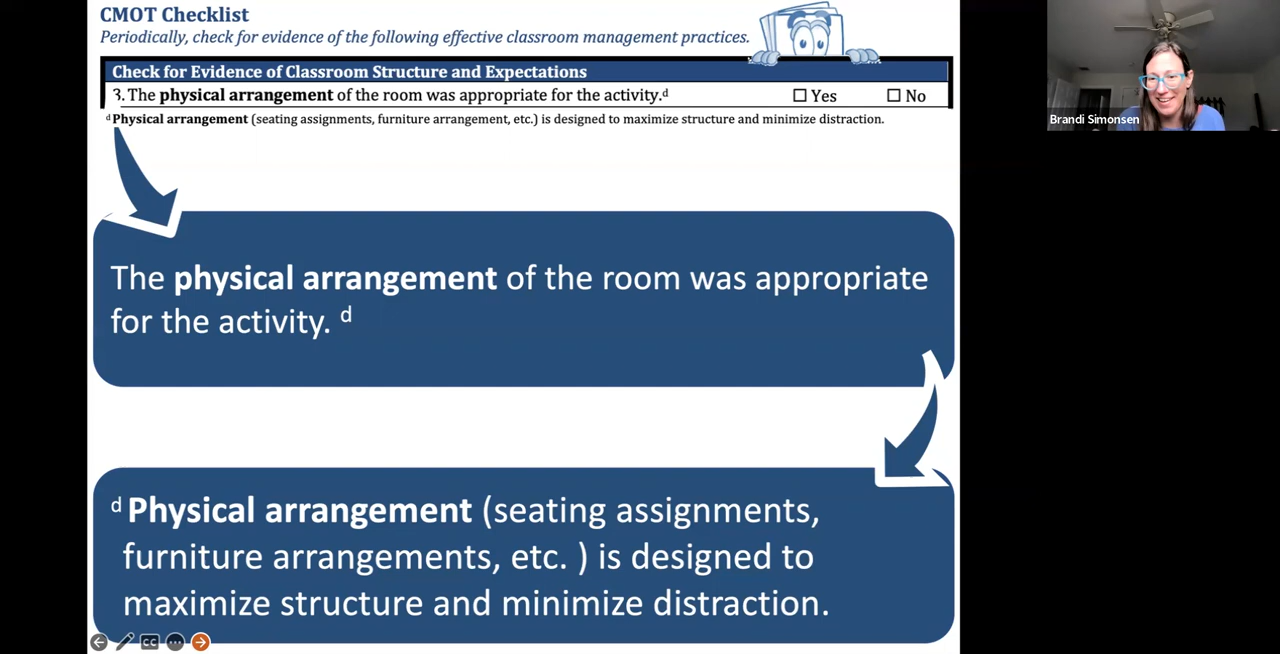 CMOT Checklist
Periodically, check for evidence of the following effective classroom management practices.
Check for Evidence of Classroom Structure and Expectations
3. The physical arrangement of the room was appropriate for the activity.ᵈ ☐ Yes ☐ No
ᵈ Physical arrangement (seating assignments, furniture arrangement, etc.) is designed to maximize structure and minimize distraction.
The physical arrangement of the room was appropriate
for the activity. ᵈ
ᵈ Physical arrangement (seating assignments,
furniture arrangements, etc. ) is designed to
maximize structure and minimize distraction.
CC
Brandi Simonsen